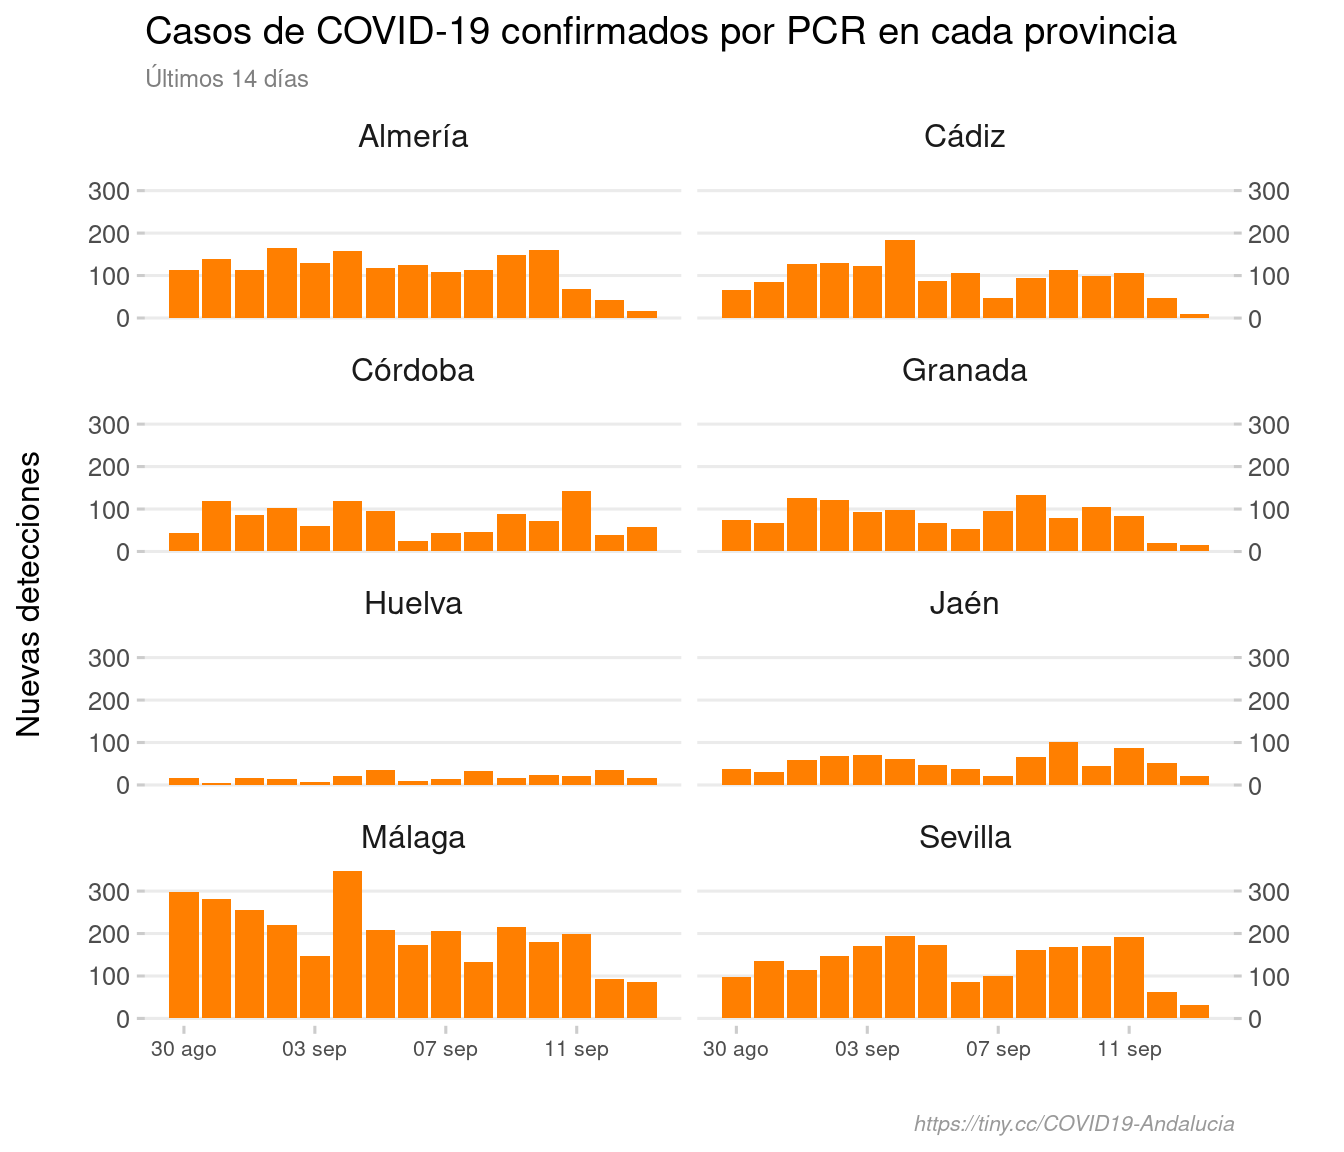 Casos de COVID-19 confirmados por PCR en cada provincia
Últimos 14 días
Almería
Cádiz
300
200
100
0
300
200
100
0
Córdoba
Granada
300
200
100
0
300
200
100
0
Nuevas detecciones
Huelva
Jaén
300
200
100
0
300
200
100
0
Málaga
Sevilla
300
200
100
0
300
200
100
0
30 ago 03 sep 07 sep 11 sep
30 ago 03 sep 07 sep 11 sep
https://tiny.cc/COVID19-Andalucia